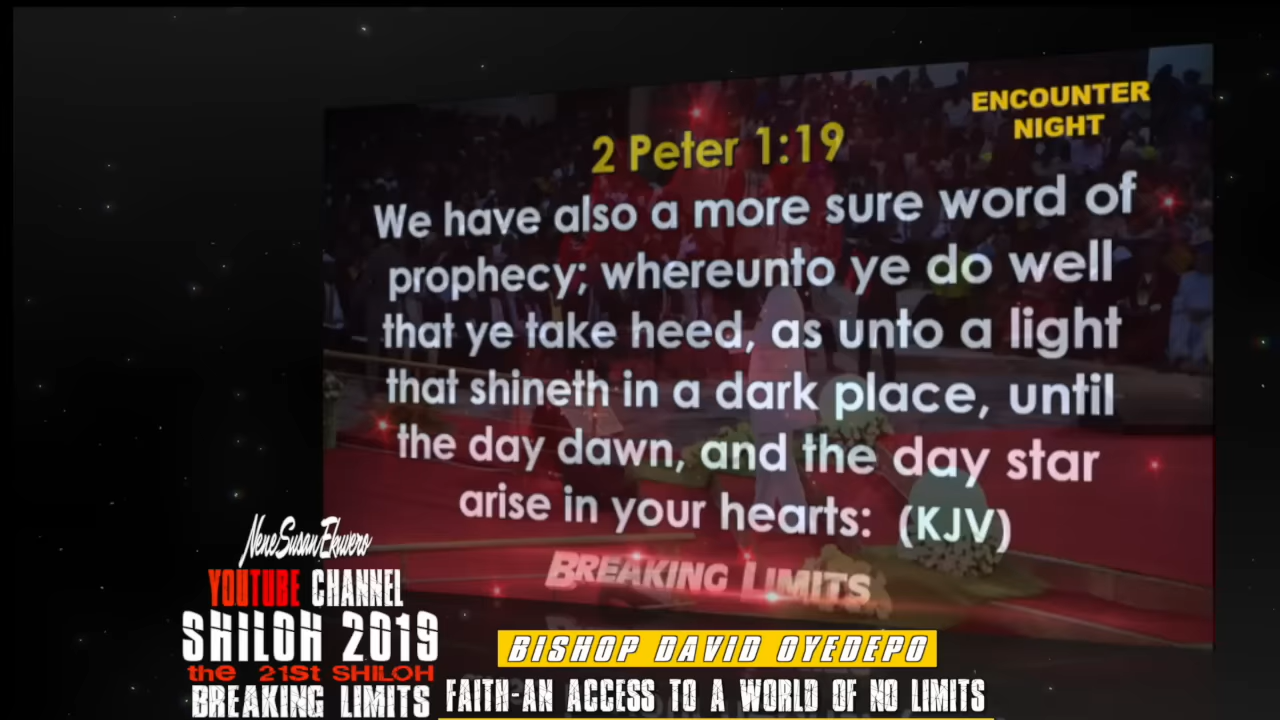 ENCOUNTER
NIGHT
2 Peter 1:19
We have also a more sure word of
prophecy; whereunto ye do well
that ye take heed, as unto a light
that shineth in a dark place, until
the day dawn, and the day star
arise in your hearts: (KJV)
BREAKING LIMITS
NeneSusanEkwero
YOUTUBE CHANNEL
SHILOH 2019
the 21St SHILOH
BREAKING LIMITS
BISHOP DAVID OYEDEPO
FAITH-AN ACCESS TO A WORLD OF NO LIMITS